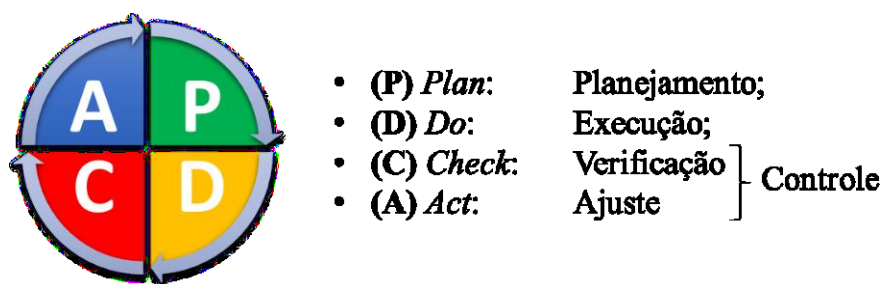 A P
C D
• (P) Plan: Planejamento;
• (D) Do: Execução;
• (C) Check: Verificação
• (A) Act: Ajuste
Controle